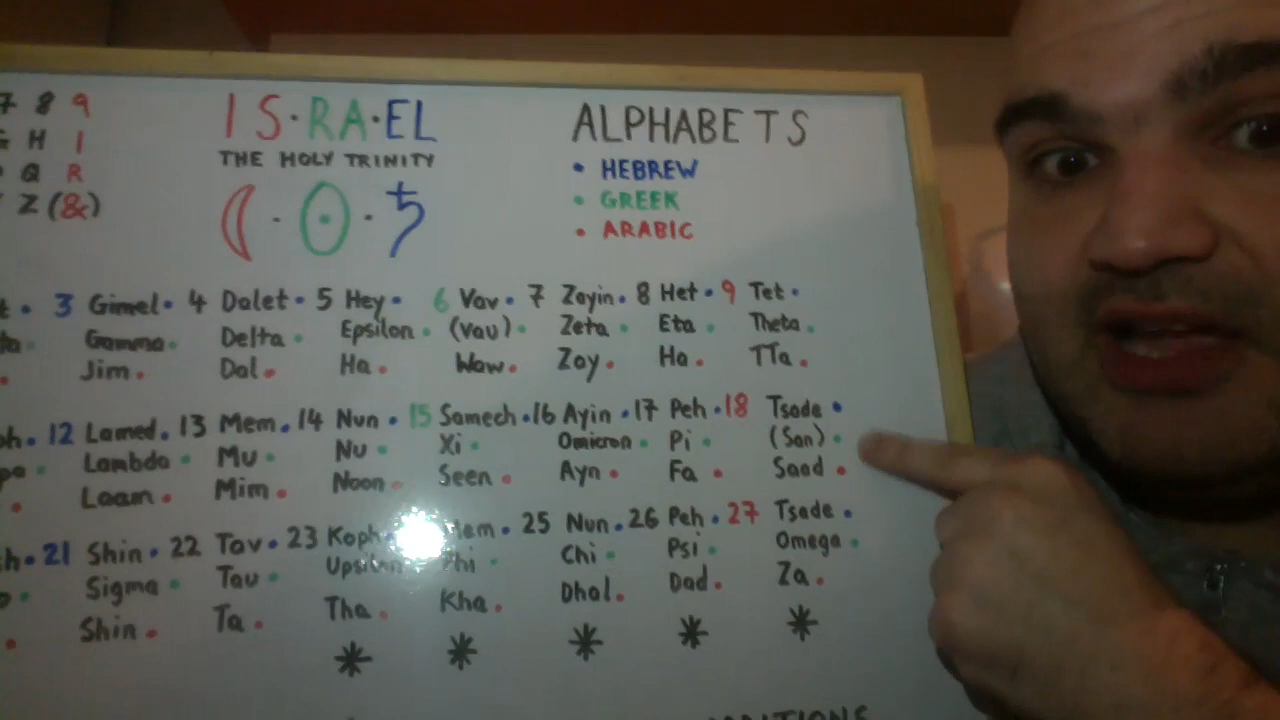 7 8 9
G H I
Q R
Z (&)
IS·RA·EL
THE HOLY TRINITY
ALPHABETS
• HEBREW
• GREEK
• ARABIC
3 Gimel • 4 Dalet • 5 Hey • 6 Vav • 7 Zayin • 8 Het • 9 Tet •
Gamma • Delta • Epsilon • (Vau) • Zeta • Eta • Theta •
Jim • Dal • Ha • Waw • Zay • Ha • TTa •
12 Lamed • 13 Mem • 14 Nun • 15 Samech • 16 Ayin • 17 Peh • 18 Tsade •
Lambda • Mu • Nu • Xi • Omicron • Pi • (San) •
Laam • Mim • Noon • Seen • Ayn • Fa • Saad •
21 Shin • 22 Tav • 23 Koph • 25 Nun • 26 Peh • 27 Tsade •
Sigma • Tau • Upsilon Phi • Chi • Psi • Omega •
Shin • Ta • Tha • Kha • Dhal • Dad • Za •
* * * * *